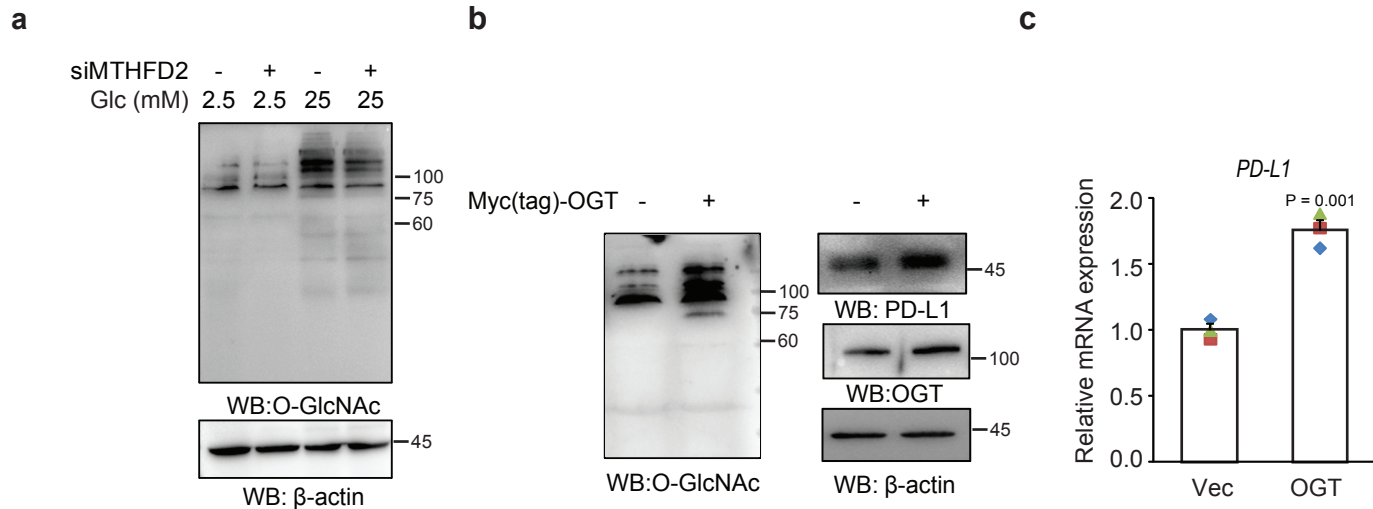 a
siMTHFD2 - + - +
Glc (mM) 2.5 2.5 25 25
100
75
60
WB:O-GlcNAc
45
WB: β-actin
b
Myc(tag)-OGT - + - +
100
75
60
WB:O-GlcNAc
45
WB: PD-L1
100
WB:OGT
45
WB: β-actin
c
PD-L1
P = 0.001
Relative mRNA expression
2.0
1.5
1.0
0.5
0.0
Vec OGT